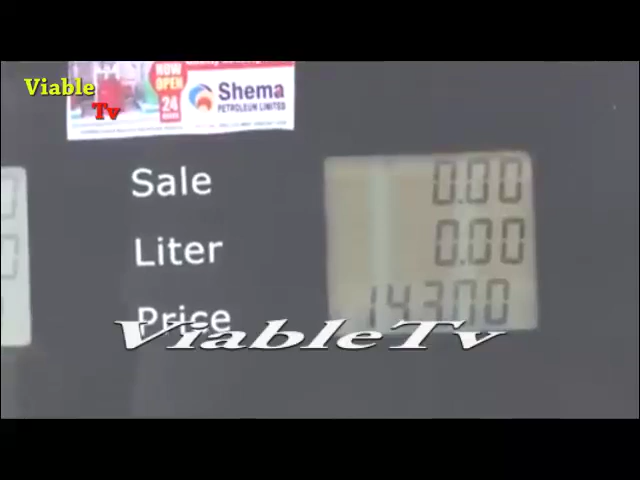 Viable
Tv
NOW
OPEN
24
Shema
PETROLEUM LIMITED
Sale 0.00
Liter 0.00
Price 143.00
ViableTv